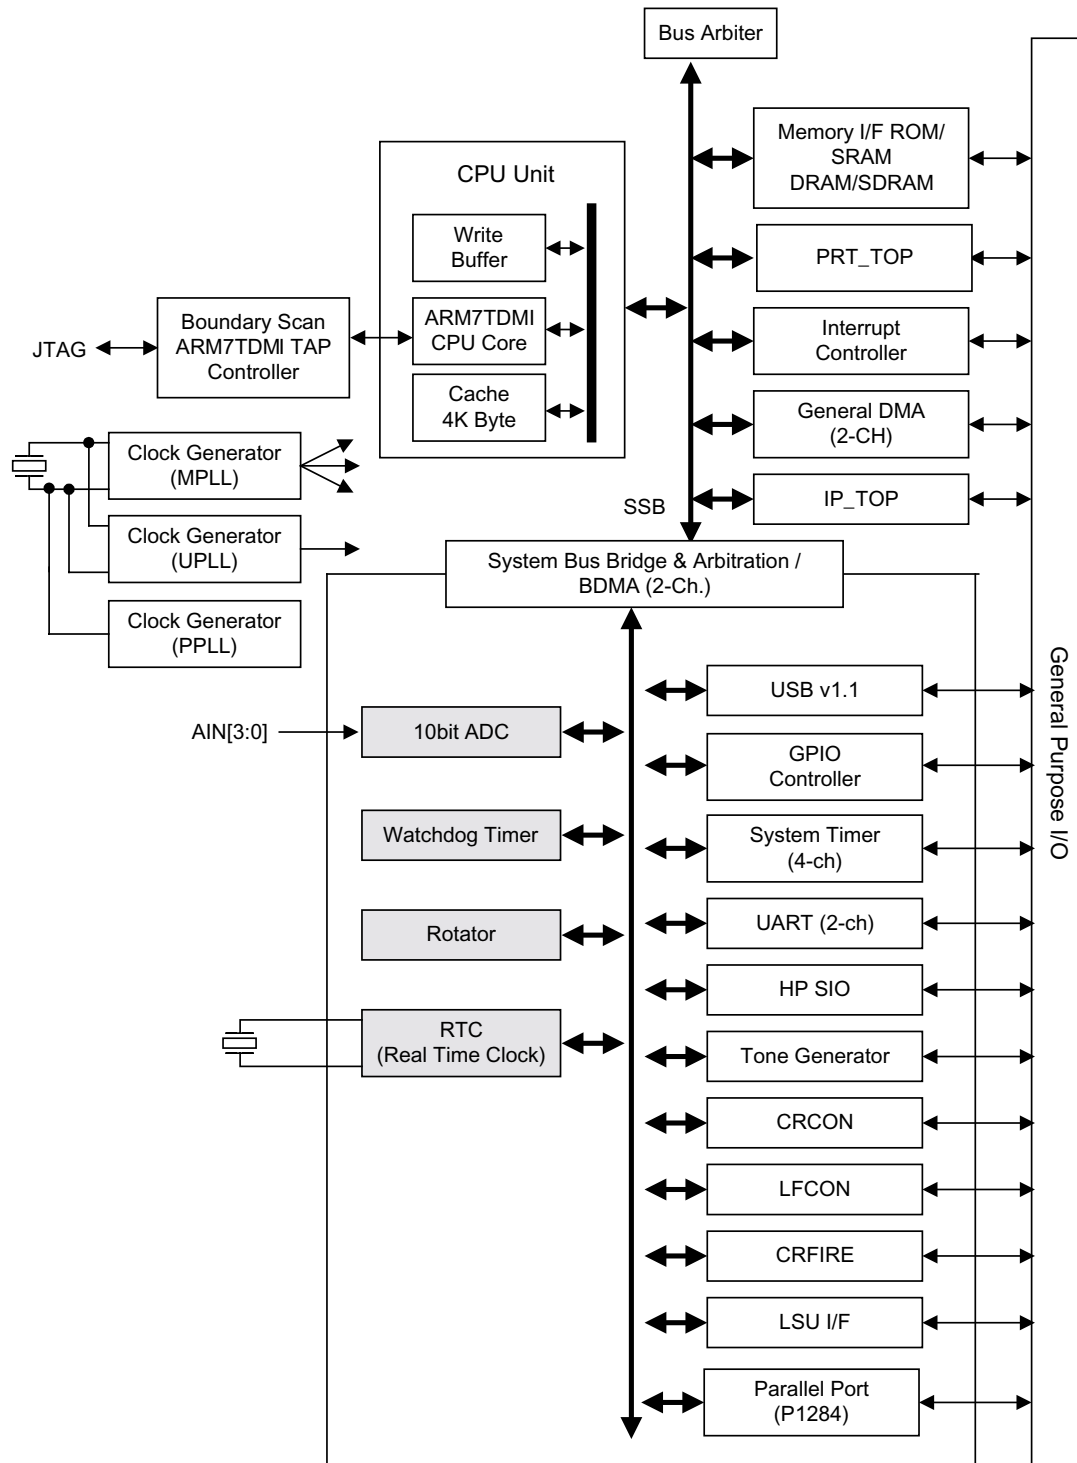 Bus Arbiter
Memory I/F ROM/
SRAM
DRAM/SDRAM
CPU Unit
Write
Buffer
PRT_TOP
Boundary Scan
ARM7TDMI TAP
Controller
JTAG
ARM7TDMI
CPU Core
Interrupt
Controller
Cache
4K Byte
General DMA
(2-CH)
Clock Generator
(MPLL)
SSB
IP_TOP
Clock Generator
(UPLL)
System Bus Bridge & Arbitration /
BDMA (2-Ch.)
Clock Generator
(PPLL)
General Purpose I/O
USB v1.1
AIN[3:0]
10bit ADC
GPIO
Controller
Watchdog Timer
System Timer
(4-ch)
Rotator
UART (2-ch)
HP SIO
RTC
(Real Time Clock)
Tone Generator
CRCON
LFCON
CRFIRE
LSU I/F
Parallel Port
(P1284)